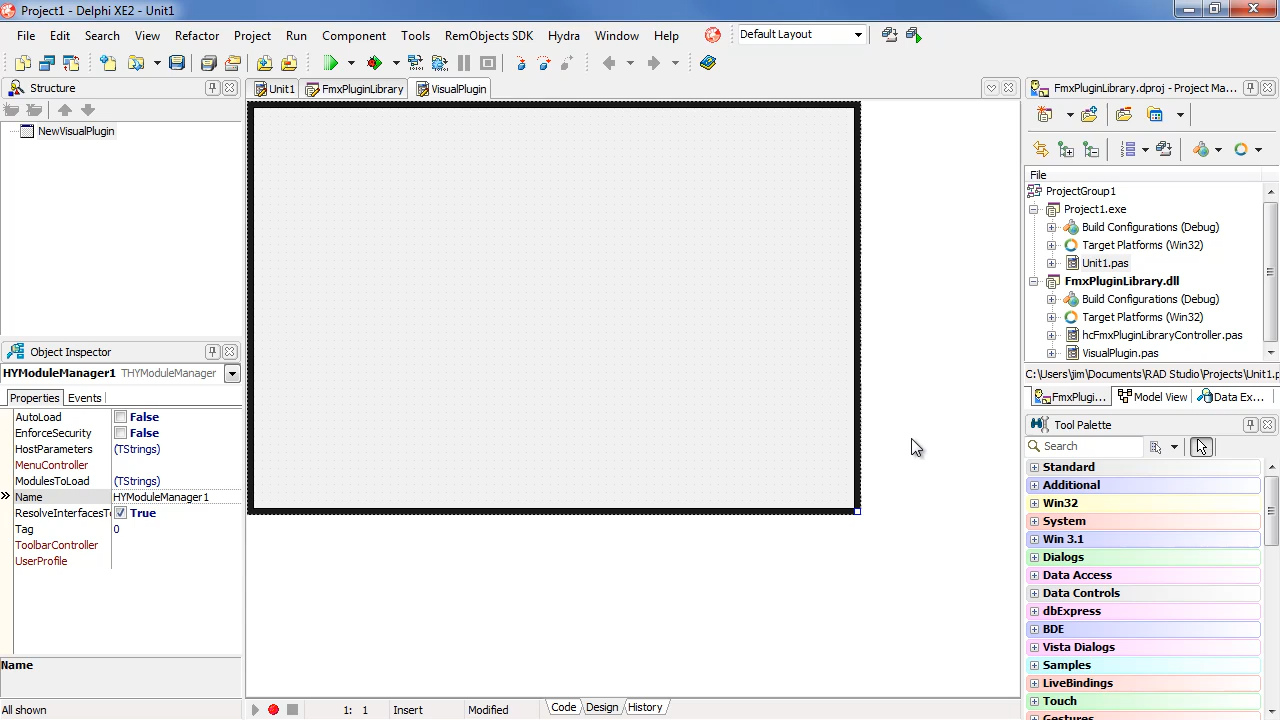 Project1 - Delphi XE2 - Unit1
File Edit Search View Refactor Project Run Component Tools RemObjects SDK Hydra Window Help Default Layout
Structure
NewVisualPlugin
Object Inspector
HYModuleManager1 THYModuleManager
Properties Events
AutoLoad False
EnforceSecurity False
HostParameters (TStrings)
MenuController
ModulesToLoad (TStrings)
Name HYModuleManager1
ResolveInterfacesT True
Tag 0
ToolbarController
UserProfile
Name
All shown
Unit1 FmxPluginLibrary VisualPlugin
1: 1 Insert Modified Code Design History
FmxPluginLibrary.dproj - Project Ma...
File
ProjectGroup1
Project1.exe
Build Configurations (Debug)
Target Platforms (Win32)
Unit1.pas
FmxPluginLibrary.dll
Build Configurations (Debug)
Target Platforms (Win32)
hcFmxPluginLibraryController.pas
VisualPlugin.pas
C:\Users\jim\Documents\RAD Studio\Projects\Unit1.p
FmxPlugi... Model View Data Ex...
Tool Palette
Search
Standard
Additional
Win32
System
Win 3.1
Dialogs
Data Access
Data Controls
dbExpress
BDE
Vista Dialogs
Samples
LiveBindings
Touch
Gestures